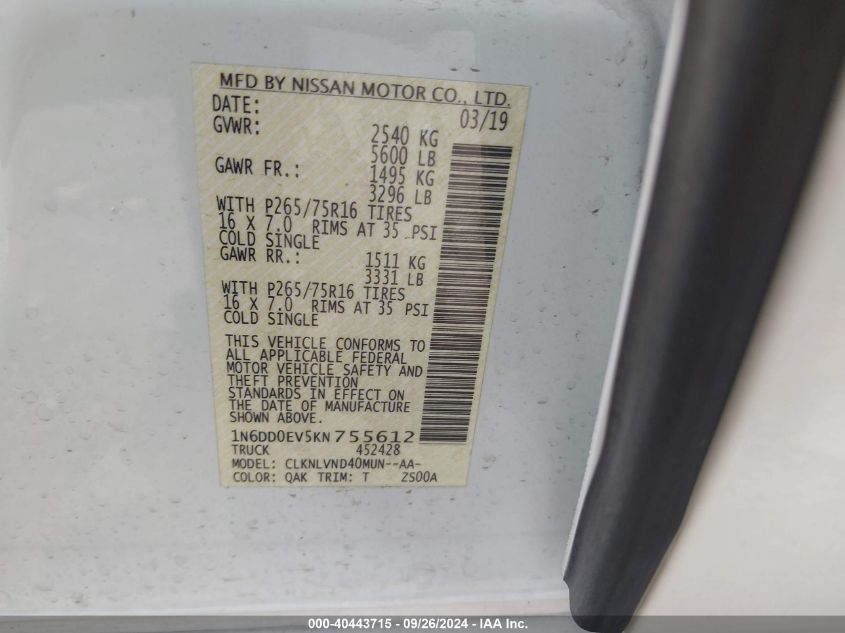 MFD BY NISSAN MOTOR CO., LTD.
DATE: 03/19
GVWR: 2540 KG
5600 LB
GAWR FR.: 1495 KG
3296 LB
WITH P265/75R16 TIRES
16 X 7.0 RIMS AT 35 PSI
COLD SINGLE
GAWR RR.: 1511 KG
3331 LB
WITH P265/75R16 TIRES
16 X 7.0 RIMS AT 35 PSI
COLD SINGLE
THIS VEHICLE CONFORMS TO
ALL APPLICABLE FEDERAL
MOTOR VEHICLE SAFETY AND
THEFT PREVENTION
STANDARDS IN EFFECT ON
THE DATE OF MANUFACTURE
SHOWN ABOVE.
1N6DD0EV5KN755612
TRUCK 452428
MODEL: CLKNLVND40MUN--AA-
COLOR: QAK TRIM: T ZS00A
000-40443715 - 09/26/2024 - IAA Inc.